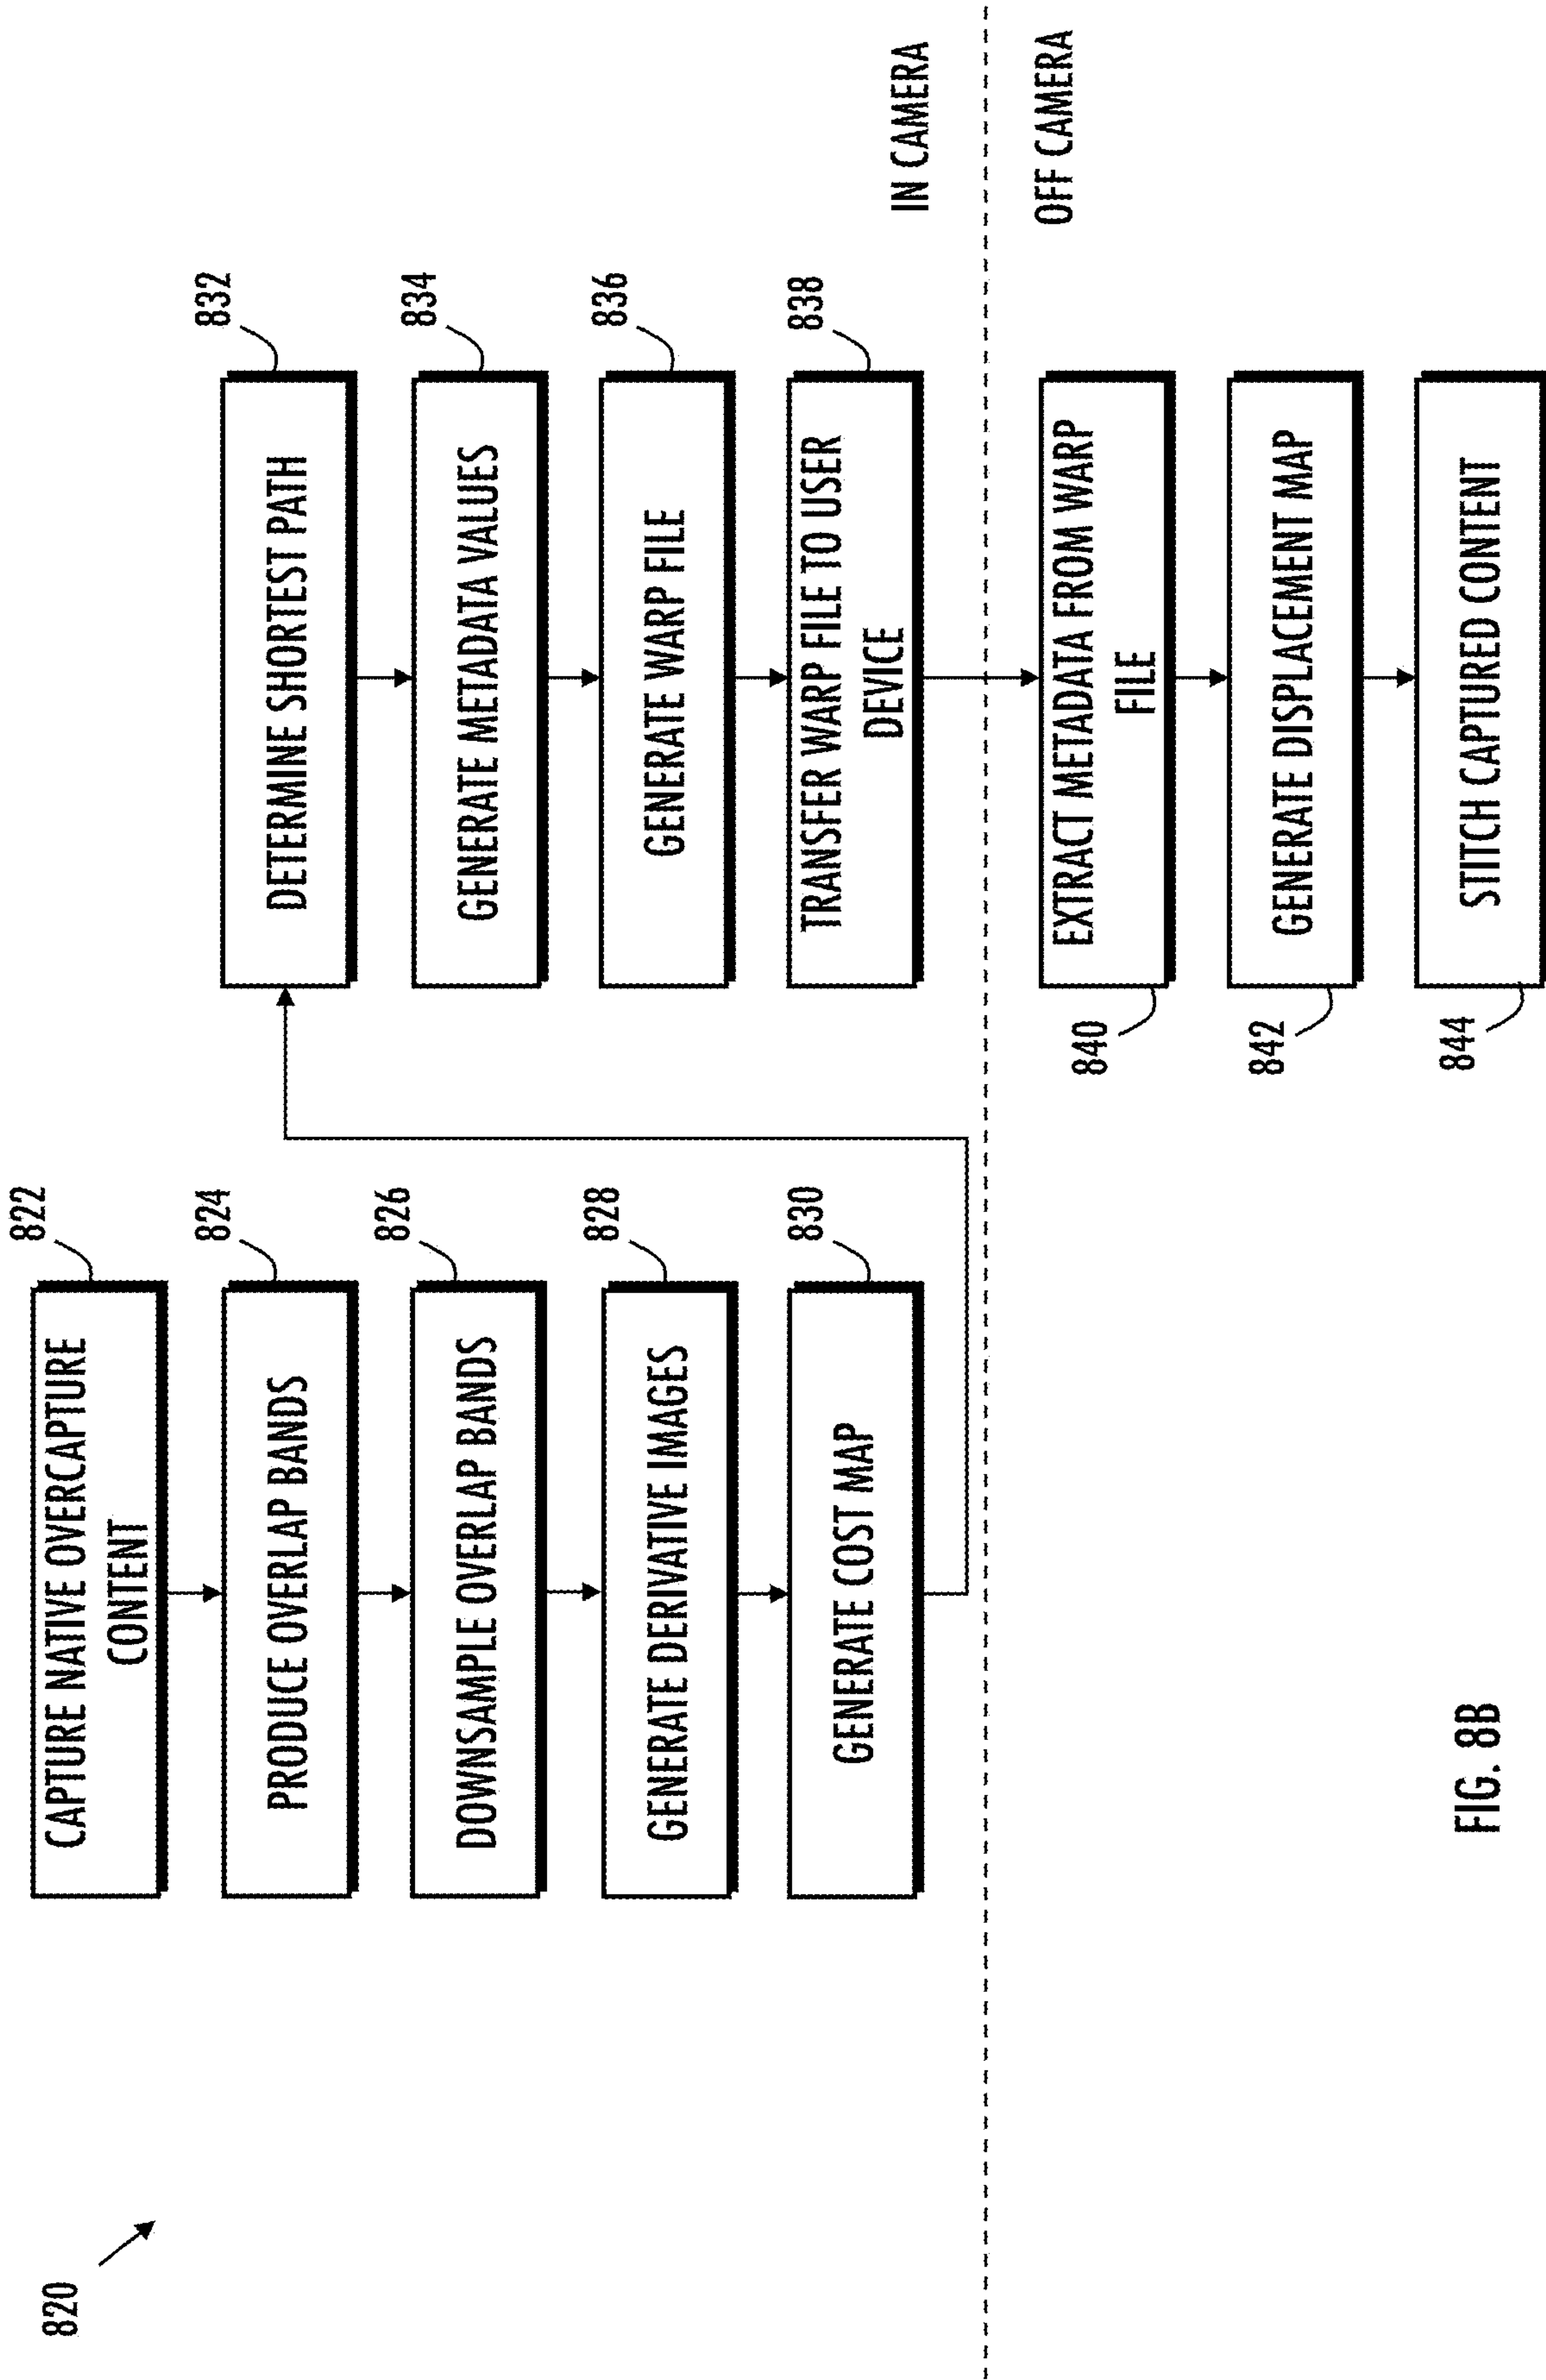 820
822
CAPTURE NATIVE OVERCAPTURE
CONTENT
824
PRODUCE OVERLAP BANDS
826
DOWNSAMPLE OVERLAP BANDS
828
GENERATE DERIVATIVE IMAGES
830
GENERATE COST MAP
832
DETERMINE SHORTEST PATH
834
GENERATE METADATA VALUES
836
GENERATE WARP FILE
838
TRANSFER WARP FILE TO USER
DEVICE
IN CAMERA
OFF CAMERA
840
EXTRACT METADATA FROM WARP
FILE
842
GENERATE DISPLACEMENT MAP
844
STITCH CAPTURED CONTENT
FIG. 8B